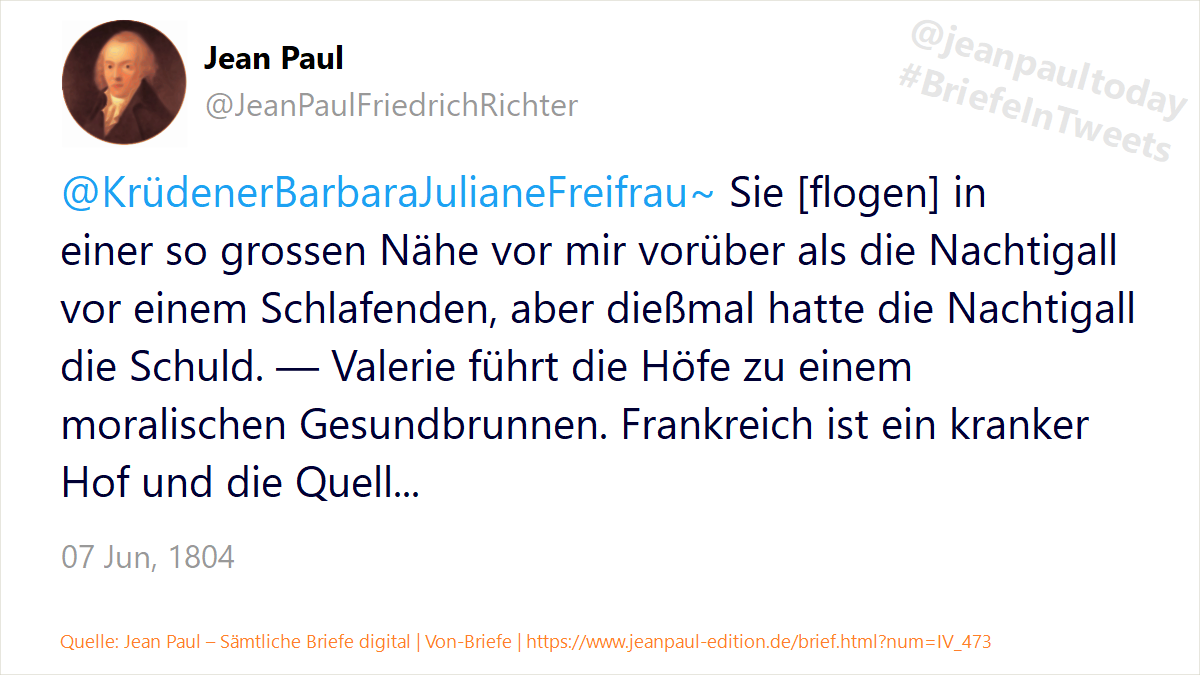 Jean Paul
@JeanPaulFriedrichRichter
@jeanpaultoday
#BriefeInTweets
@KrüdenerBarbaraJulianeFreifrau~ Sie [flogen] in
einer so grossen Nähe vor mir vorüber als die Nachtigall
vor einem Schlafenden, aber dießmal hatte die Nachtigall
die Schuld. — Valerie führt die Höfe zu einem
moralischen Gesundbrunnen. Frankreich ist ein kranker
Hof und die Quell...
07 Jun, 1804
Quelle: Jean Paul – Sämtliche Briefe digital | Von-Briefe | https://www.jeanpaul-edition.de/brief.html?num=IV_473